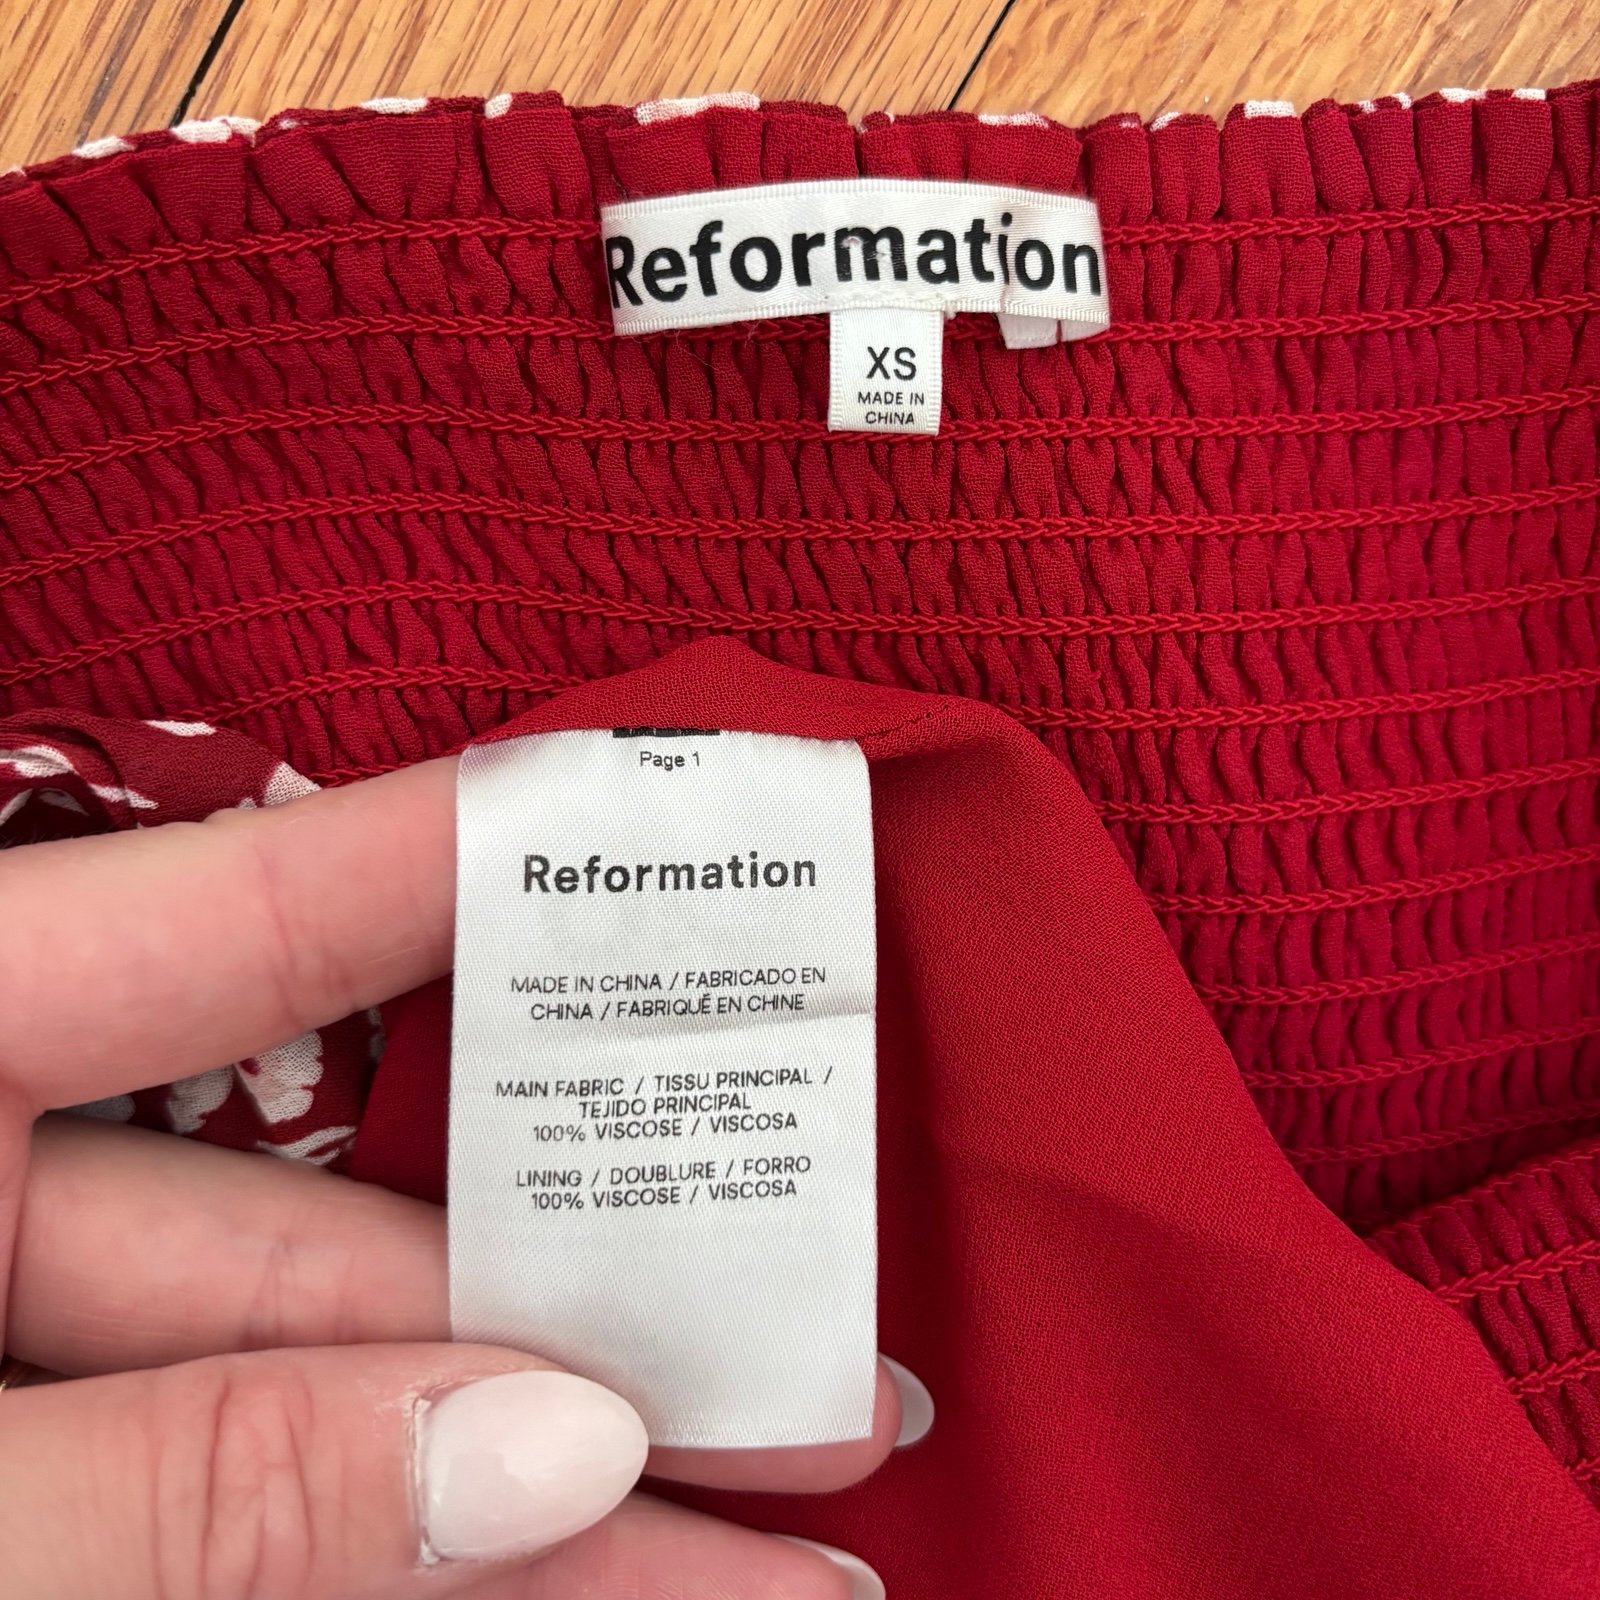 Reformation
XS
MADE IN
CHINA
Page 1
Reformation
MADE IN CHINA / FABRICADO EN
CHINA / FABRIQUÉ EN CHINE
MAIN FABRIC / TISSU PRINCIPAL /
TEJIDO PRINCIPAL
100% VISCOSE / VISCOSA
LINING / DOUBLURE / FORRO
100% VISCOSE / VISCOSA